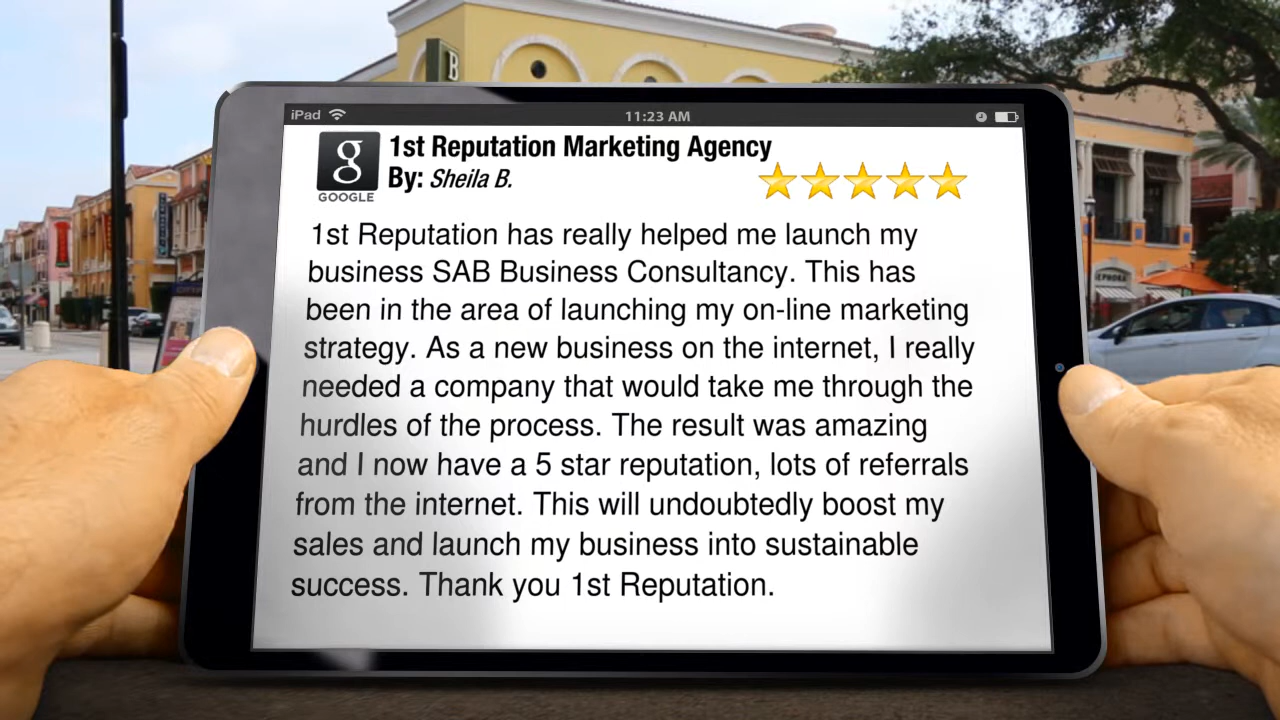 B
iPad
11:23 AM
g
GOOGLE
1st Reputation Marketing Agency
By: Sheila B.
1st Reputation has really helped me launch my
business SAB Business Consultancy. This has
been in the area of launching my on-line marketing
strategy. As a new business on the internet, I really
needed a company that would take me through the
hurdles of the process. The result was amazing
and I now have a 5 star reputation, lots of referrals
from the internet. This will undoubtedly boost my
sales and launch my business into sustainable
success. Thank you 1st Reputation.
SEPHORA